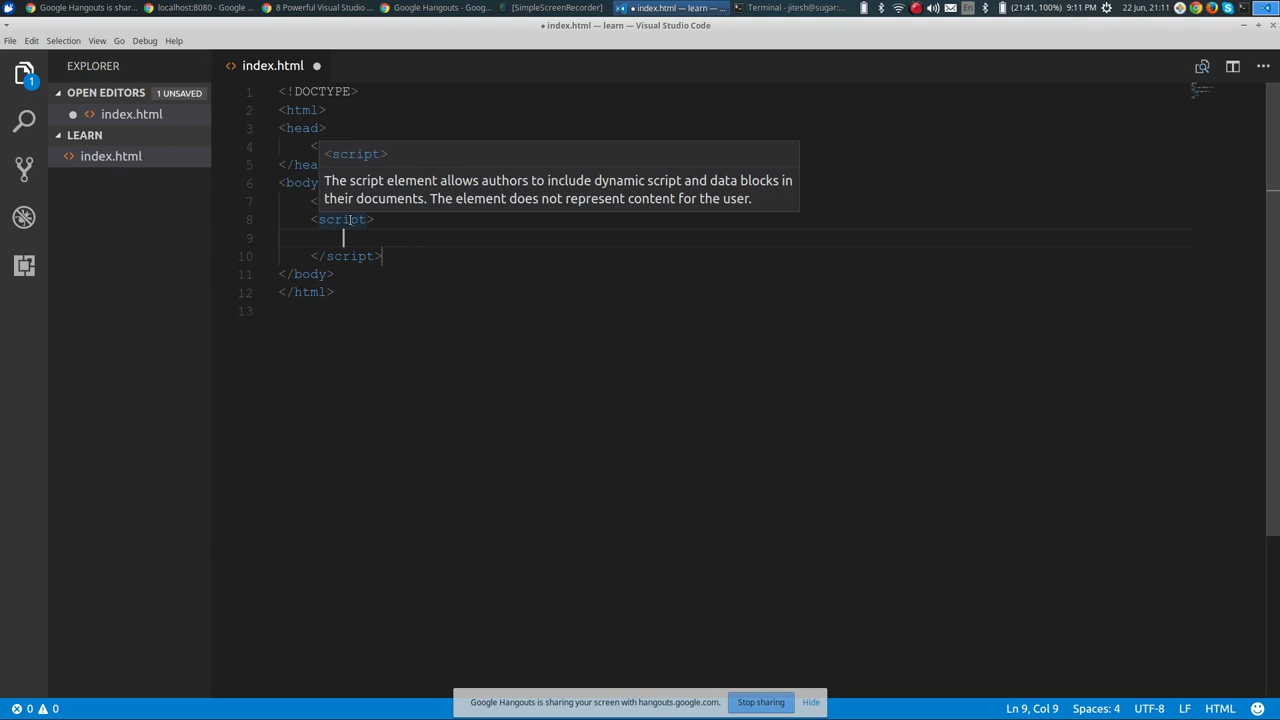 Google Hangouts is shar... localhost:8080 - Google ... 8 Powerful Visual Studio ... Google Hangouts - Goog... [SimpleScreenRecorder] ● index.html — learn — ... Terminal - jitesh@sugar:... En (21:41, 100%) 9:11 PM 22 Jun, 21:11
● index.html — learn — Visual Studio Code
File Edit Selection View Go Debug Help
EXPLORER
OPEN EDITORS 1 UNSAVED
● <> index.html
LEARN
<> index.html
1
<> index.html ●
1 <!DOCTYPE>
2 <html>
3 <head>
4 <
5 </hea
6 <body
7 <
8 <script>
9
10 </script>
11 </body>
12 </html>
13
<script>
The script element allows authors to include dynamic script and data blocks in
their documents. The element does not represent content for the user.
Google Hangouts is sharing your screen with hangouts.google.com. Stop sharing Hide
0 0 Ln 9, Col 9 Spaces: 4 UTF-8 LF HTML